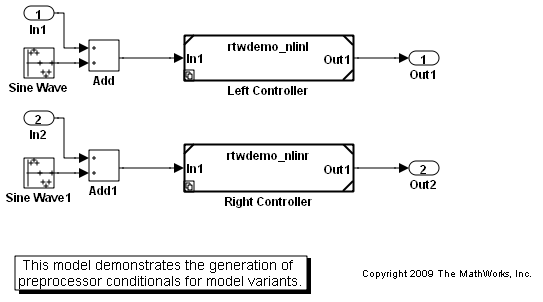 1
In1
rtwdemo_nlinl
In1
Out1
1
Out1
Sine Wave
Add
Left Controller
2
In2
rtwdemo_nlinr
In1
Out1
2
Out2
Sine Wave1
Add1
Right Controller
This model demonstrates the generation of
preprocessor conditionals for model variants.
Copyright 2009 The MathWorks, Inc.